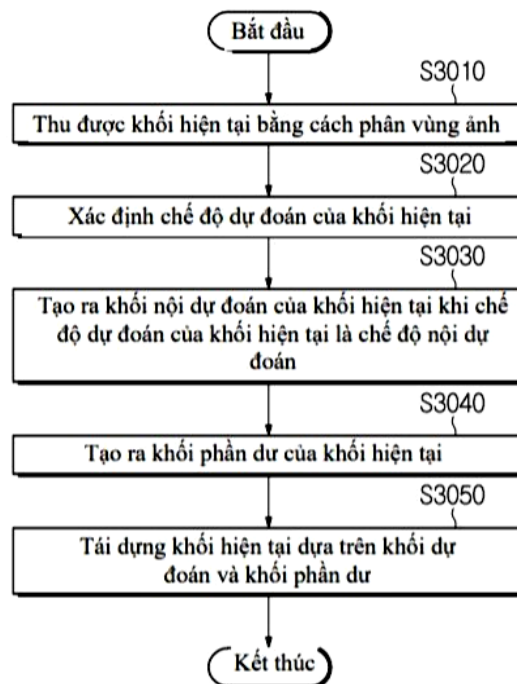 Bắt đầu
S3010
Thu được khối hiện tại bằng cách phân vùng ảnh
S3020
Xác định chế độ dự đoán của khối hiện tại
S3030
Tạo ra khối nội dự đoán của khối hiện tại khi chế
độ dự đoán của khối hiện tại là chế độ nội dự
đoán
S3040
Tạo ra khối phần dư của khối hiện tại
S3050
Tái dựng khối hiện tại dựa trên khối dự
đoán và khối phần dư
Kết thúc